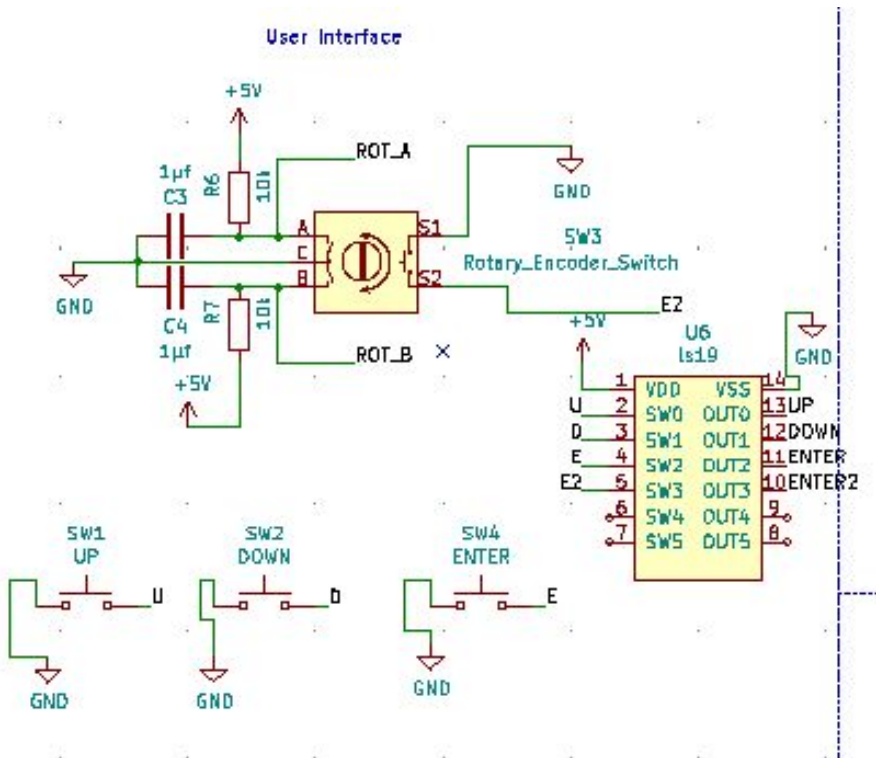 User Interface
+5V
ROT_A
1µf
C3
R6
10k
GND
A
S1
C
SW3
Rotary_Encoder_Switch
B
S2
GND
C4
R7
10k
E2
1µf
ROT_B
+5V
+5V
U6
ls19
GND
1 VDD VSS 14
U 2 SW0 OUT0 13 UP
D 3 SW1 OUT1 12 DOWN
E 4 SW2 OUT2 11 ENTER
E2 5 SW3 OUT3 10 ENTER2
6 SW4 OUT4 9
7 SW5 OUT5 8
SW1
UP
SW2
DOWN
SW4
ENTER
U
D
E
GND
GND
GND